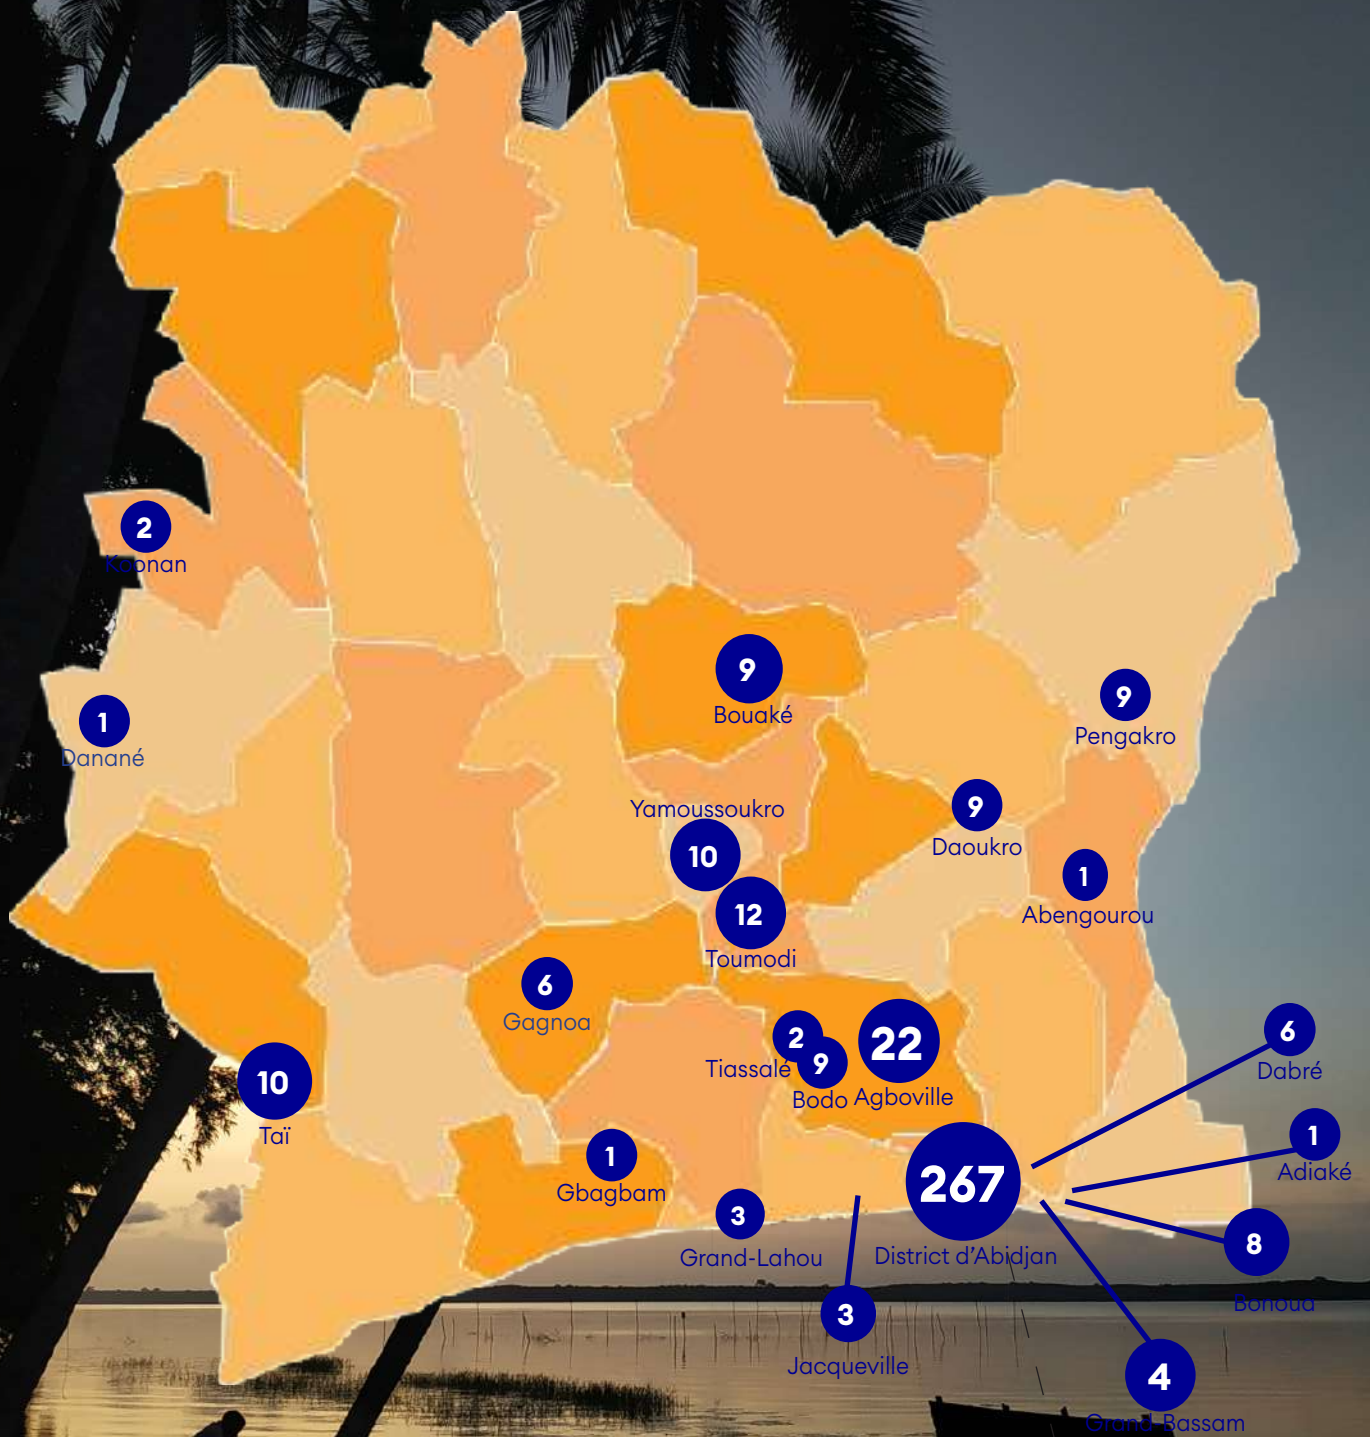 2
Koonan
9
Bouaké
9
Pengakro
1
Danané
Yamoussoukro
10
9
Daoukro
1
Abengourou
12
Toumodi
6
Gagnoa
2
Tiassalé
9
Bodo
22
Agboville
6
Dabré
10
Taï
1
Gbagbam
267
District d’Abidjan
1
Adiaké
3
Grand-Lahou
8
Bonoua
3
Jacqueville
4
Grand-Bassam